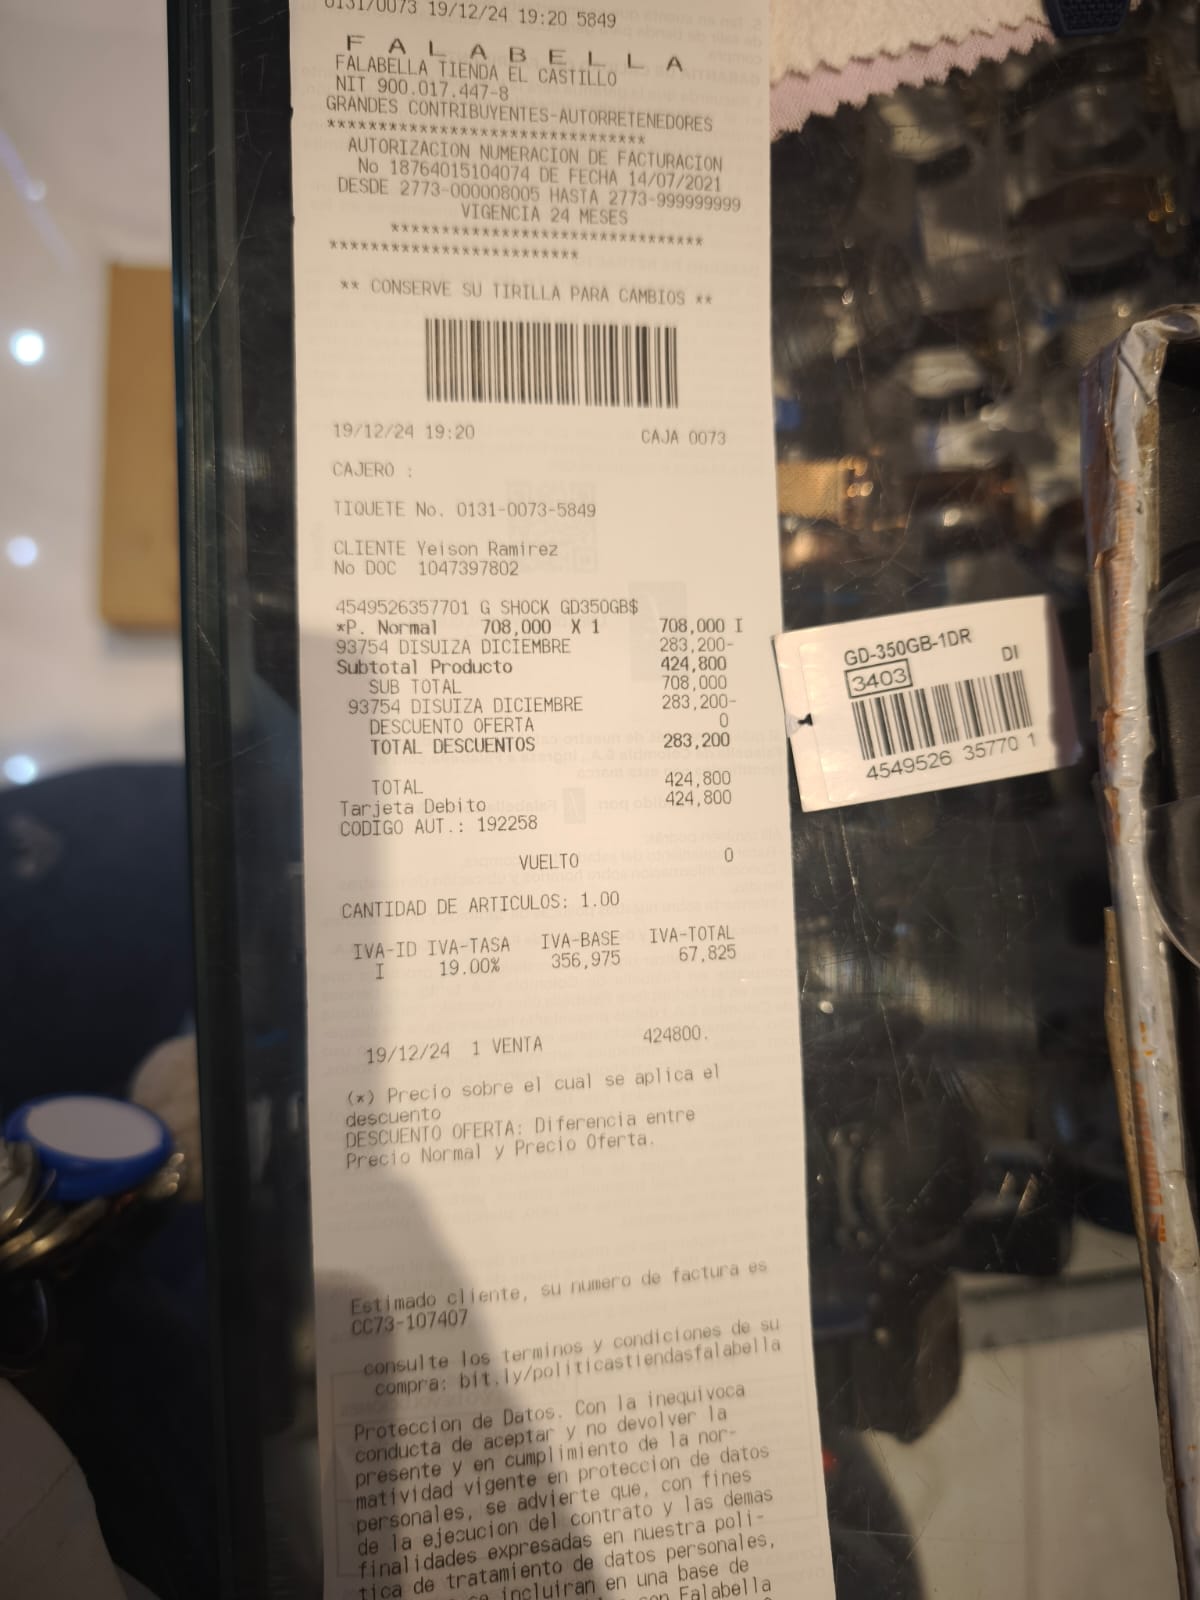 0131/0073 19/12/24 19:20 5849
F A L A B E L L A
FALABELLA TIENDA EL CASTILLO
NIT 900.017.447-8
GRANDES CONTRIBUYENTES-AUTORRETENEDORES
*******************************
AUTORIZACION NUMERACION DE FACTURACION
No 18764015104074 DE FECHA 14/07/2021
DESDE 2773-000008005 HASTA 2773-999999999
VIGENCIA 24 MESES
*******************************
*************************
** CONSERVE SU TIRILLA PARA CAMBIOS **
19/12/24 19:20 CAJA 0073
CAJERO :
TIQUETE No. 0131-0073-5849
CLIENTE Yeison Ramirez
No DOC 1047397802
4549526357701 G SHOCK GD350GB$
*P. Normal 708,000 X 1 708,000 I
93754 DISUIZA DICIEMBRE 283,200-
Subtotal Producto 424,800
SUB TOTAL 708,000
93754 DISUIZA DICIEMBRE 283,200-
DESCUENTO OFERTA 0
TOTAL DESCUENTOS 283,200
TOTAL 424,800
Tarjeta Debito 424,800
CODIGO AUT.: 192258
VUELTO 0
CANTIDAD DE ARTICULOS: 1.00
IVA-ID IVA-TASA IVA-BASE IVA-TOTAL
I 19.00% 356,975 67,825
19/12/24 1 VENTA 424800.
(*) Precio sobre el cual se aplica el
descuento
DESCUENTO OFERTA: Diferencia entre
Precio Normal y Precio Oferta.
Estimado cliente, su numero de factura es
CC73-107407
consulte los terminos y condiciones de su
compra: bit.ly/politicastiendasfalabella
Proteccion de Datos. Con la inequivoca
conducta de aceptar y no devolver la
presente y en cumplimiento de la nor-
matividad vigente en proteccion de datos
personales, se advierte que, con fines
de la ejecucion del contrato y las demas
finalidades expresadas en nuestra poli-
tica de tratamiento de datos personales,
se incluiran en una base de
con Falabella
GD-350GB-1DR
3403 DI
4549526 35770 1